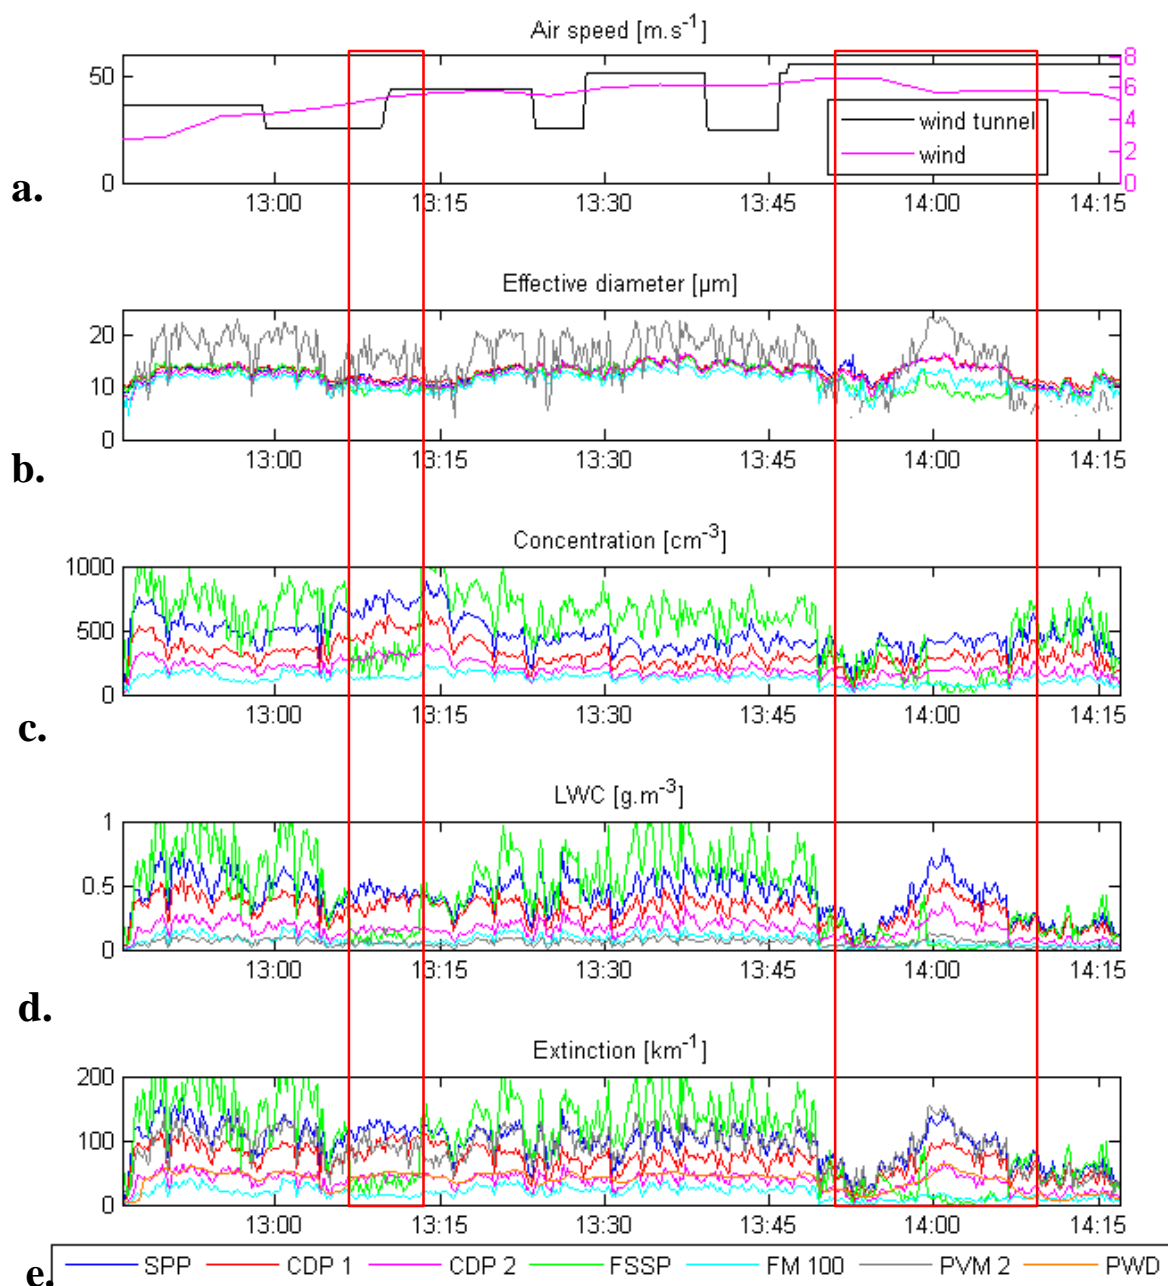 Air speed [m.s-1]
50
0
8
6
4
2
0
wind tunnel
wind
13:00 13:15 13:30 13:45 14:00 14:15
a.
Effective diameter [µm]
20
10
0
13:00 13:15 13:30 13:45 14:00 14:15
b.
Concentration [cm-3]
1000
500
0
13:00 13:15 13:30 13:45 14:00 14:15
c.
LWC [g.m-3]
1
0.5
0
13:00 13:15 13:30 13:45 14:00 14:15
d.
Extinction [km-1]
200
100
0
13:00 13:15 13:30 13:45 14:00 14:15
e. SPP CDP 1 CDP 2 FSSP FM 100 PVM 2 PWD